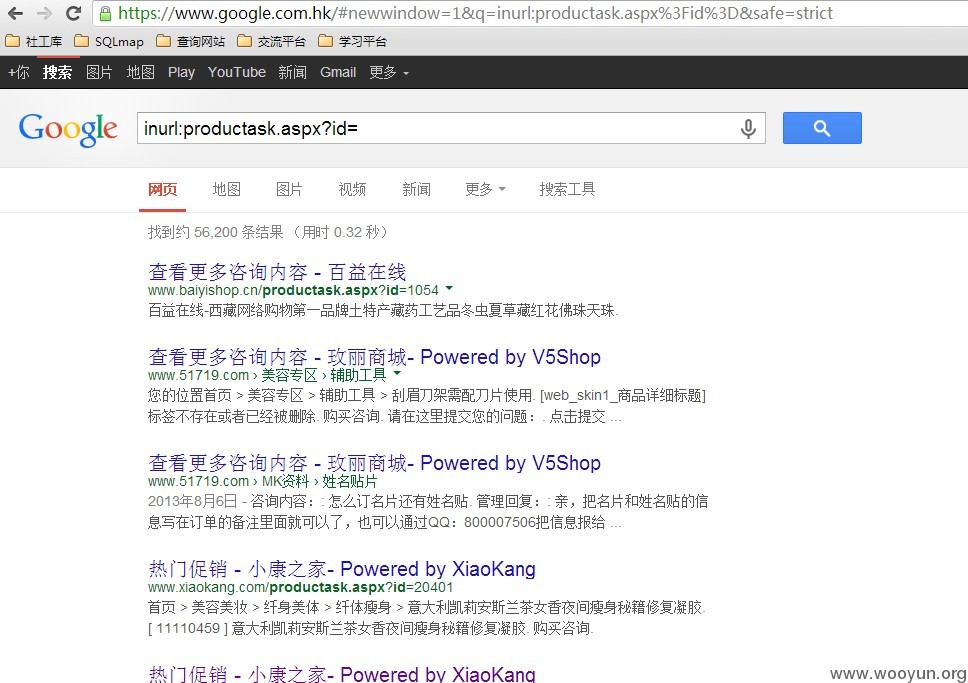 https://www.google.com.hk/#newwindow=1&q=inurl:productask.aspx%3Fid%3D&safe=strict
社工库 SQLmap 查询网站 交流平台 学习平台
+你 搜索 图片 地图 Play YouTube 新闻 Gmail 更多
Google inurl:productask.aspx?id=
网页 地图 图片 视频 新闻 更多 搜索工具
找到约 56,200 条结果 （用时 0.32 秒）
查看更多咨询内容 - 百益在线
www.baiyishop.cn/productask.aspx?id=1054
百益在线-西藏网络购物第一品牌土特产藏药工艺品冬虫夏草藏红花佛珠天珠.
查看更多咨询内容 - 玫丽商城- Powered by V5Shop
www.51719.com › 美容专区 › 辅助工具
您的位置首页 > 美容专区 > 辅助工具 > 刮眉刀架需配刀片使用. [web_skin1_商品详细标题]
标签不存在或者已经被删除. 购买咨询. 请在这里提交您的问题：. 点击提交 ...
查看更多咨询内容 - 玫丽商城- Powered by V5Shop
www.51719.com › MK资料 › 姓名贴片
2013年8月6日 - 咨询内容：: 怎么订名片还有姓名贴. 管理回复：: 亲，把名片和姓名贴的信
息写在订单的备注里面就可以了，也可以通过QQ：800007506把信息报给 ...
热门促销 - 小康之家- Powered by XiaoKang
www.xiaokang.com/productask.aspx?id=20401
首页 > 美容美妆 > 纤身美体 > 纤体瘦身 > 意大利凯莉安斯兰茶女香夜间瘦身秘籍修复凝胶.
[ 11110459 ] 意大利凯莉安斯兰茶女香夜间瘦身秘籍修复凝胶. 购买咨询.
热门促销 - 小康之家- Powered by XiaoKang
www.wooyun.org